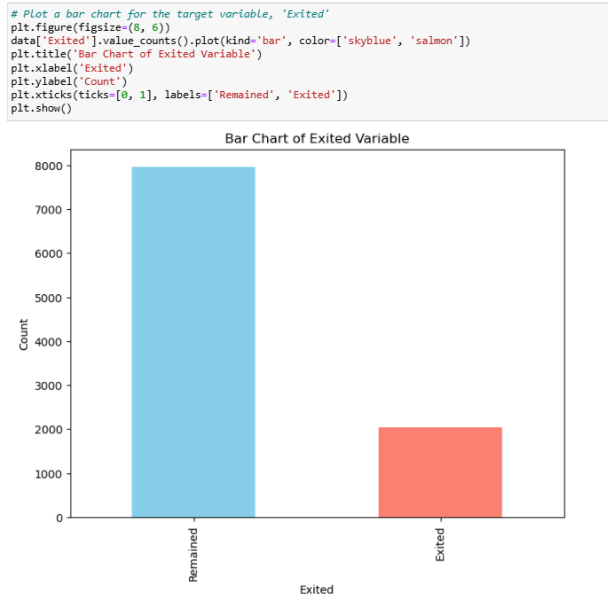 # Plot a bar chart for the target variable, 'Exited'
plt.figure(figsize=(8, 6))
data['Exited'].value_counts().plot(kind='bar', color=['skyblue', 'salmon'])
plt.title('Bar Chart of Exited Variable')
plt.xlabel('Exited')
plt.ylabel('Count')
plt.xticks(ticks=[0, 1], labels=['Remained', 'Exited'])
plt.show()
Bar Chart of Exited Variable
8000
7000
6000
5000
4000
3000
2000
1000
0
Count
Remained
Exited
Exited